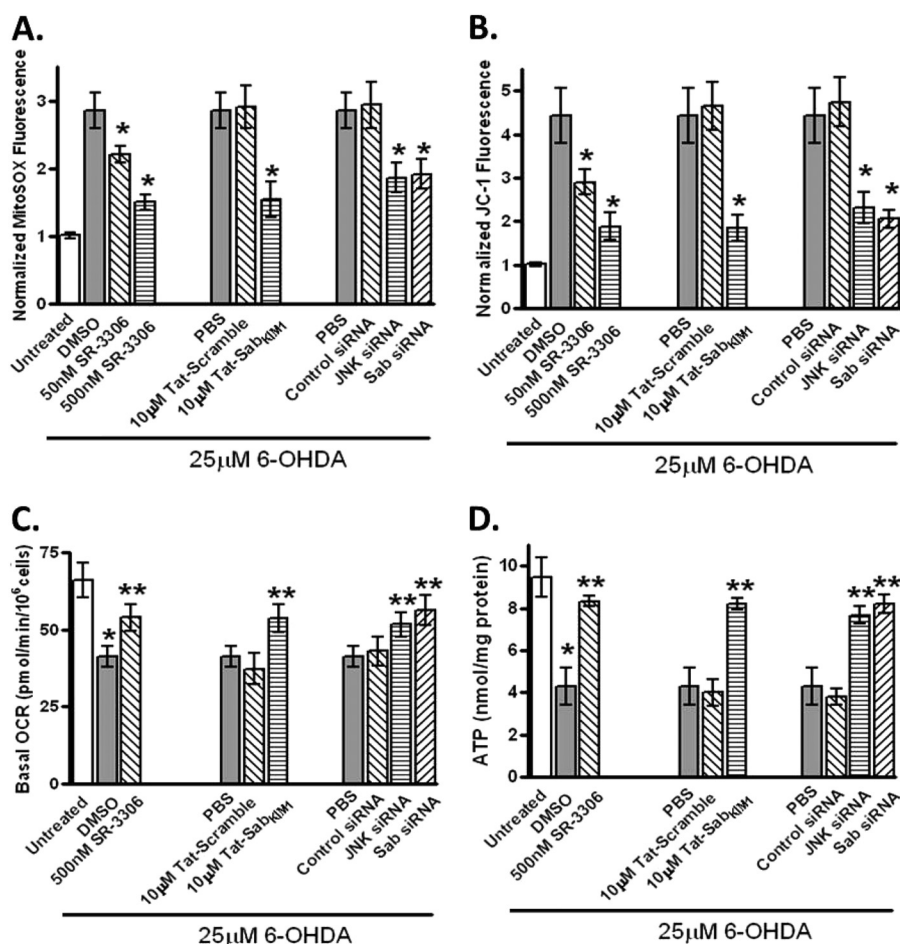 A.
Normalized MitoSOX Fluorescence
3
2
1
0
Untreated
DMSO
50nM SR-3306
500nM SR-3306
PBS
10μM Tat-Scramble
10μM Tat-Sab_KIM1
PBS
Control siRNA
JNK siRNA
Sab siRNA
* * * * *
25μM 6-OHDA
B.
Normalized JC-1 Fluorescence
5
4
3
2
1
0
Untreated
DMSO
50nM SR-3306
500nM SR-3306
PBS
10μM Tat-Scramble
10μM Tat-Sab_KIM1
PBS
Control siRNA
JNK siRNA
Sab siRNA
* * * * *
25μM 6-OHDA
C.
Basal OCR (pmol/min/10⁶ cells)
75
50
25
0
Untreated
DMSO
500nM SR-3306
PBS
10μM Tat-Scramble
10μM Tat-Sab_KIM1
PBS
Control siRNA
JNK siRNA
Sab siRNA
* ** ** ** **
25μM 6-OHDA
D.
ATP (nmol/mg protein)
10
8
6
4
2
0
Untreated
DMSO
500nM SR-3306
PBS
10μM Tat-Scramble
10μM Tat-Sab_KIM1
PBS
Control siRNA
JNK siRNA
Sab siRNA
* ** ** ** **
25μM 6-OHDA